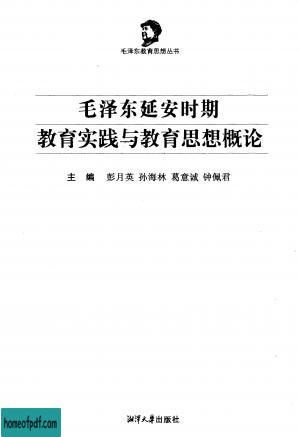 毛泽东教育思想丛书
毛泽东延安时期
教育实践与教育思想概论
主 编 彭月英 孙海林 葛意诚 钟佩君
湘潭大学出版社
homeofpdf.com